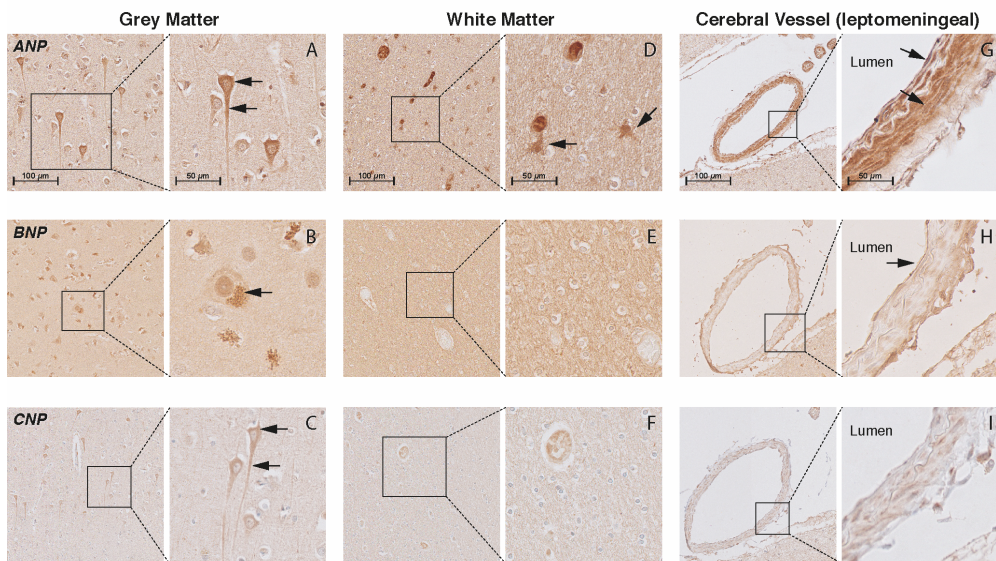 Grey Matter
White Matter
Cerebral Vessel (leptomeningeal)
ANP
A
D
Lumen
G
100 µm
50 µm
100 µm
50 µm
100 µm
50 µm
BNP
B
E
Lumen
H
CNP
C
F
Lumen
I